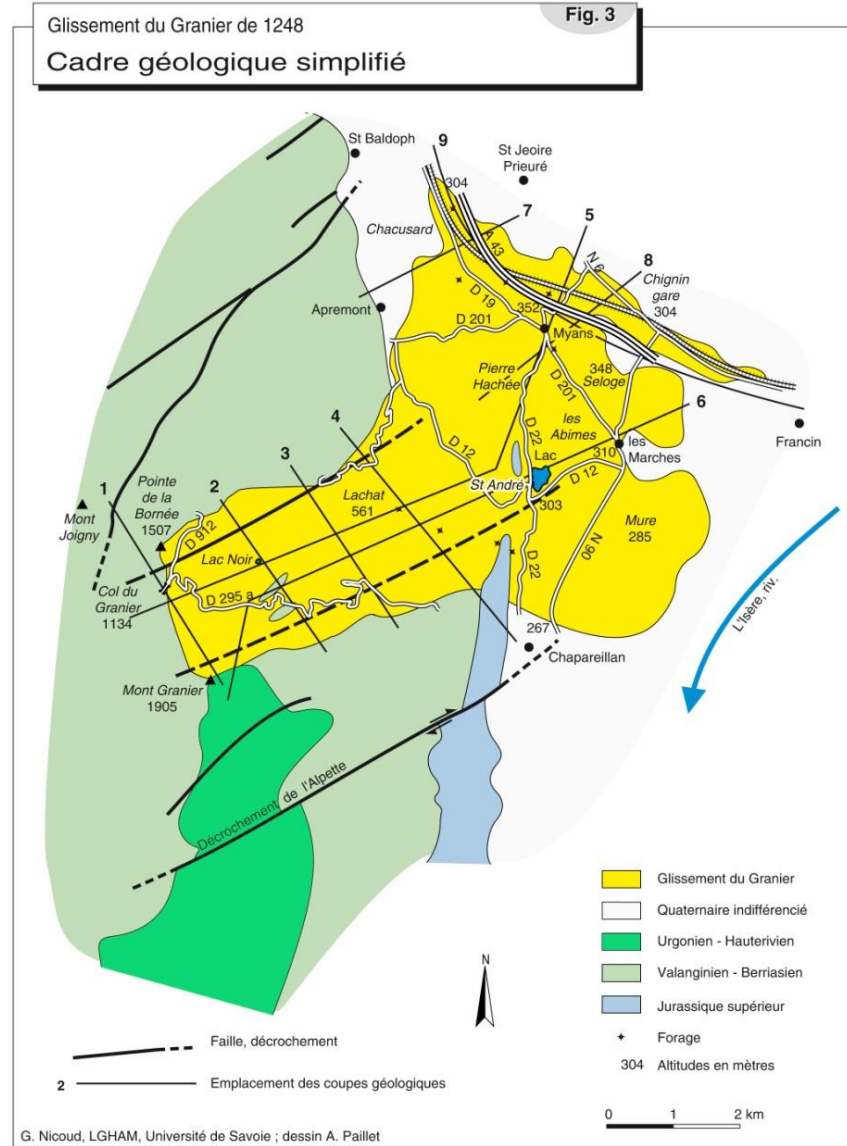 Glissement du Granier de 1248
Fig. 3
Cadre géologique simplifié
St Baldoph
9
St Jeoire
Prieuré
304
7
5
Chacusard
A 43
N 6
8
Chignin
gare
304
D 19
Apremont
352
D 201
Myans
Pierre
Hachée
348
Seloge
D 201
4
6
3
D 22
les
Abimes
Francin
D 12
Lac
310
les
Marches
Pointe
de la
Bornée
1507
2
1
Lachat
561
St André
D 12
303
Mure
285
Mont
Joigny
D 912
Lac Noir
D 22
N 90
L'Isère, riv.
Col du
Granier
1134
D 295 a
267
Chapareillan
Mont Granier
1905
Décrochement de l'Alpette
Glissement du Granier
Quaternaire indifférencié
Urgonien - Hauterivien
N
Valanginien - Berriasien
Jurassique supérieur
Forage
Faille, décrochement
304 Altitudes en mètres
2 Emplacement des coupes géologiques
0 1 2 km
G. Nicoud, LGHAM, Université de Savoie ; dessin A. Paillet